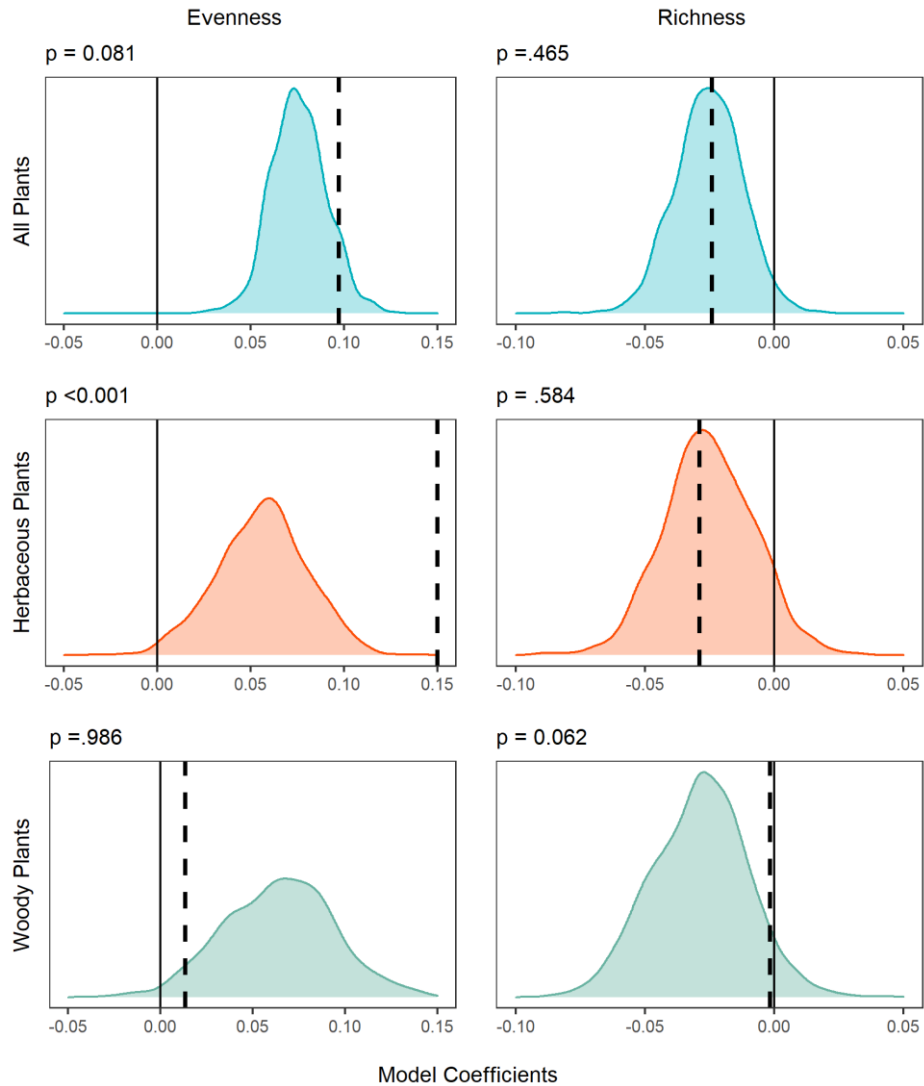 Evenness
Richness
p = 0.081
p =.465
All Plants
-0.05 0.00 0.05 0.10 0.15
-0.10 -0.05 0.00 0.05
p <0.001
p = .584
Herbaceous Plants
-0.05 0.00 0.05 0.10 0.15
-0.10 -0.05 0.00 0.05
p =.986
p = 0.062
Woody Plants
-0.05 0.00 0.05 0.10 0.15
-0.10 -0.05 0.00 0.05
Model Coefficients